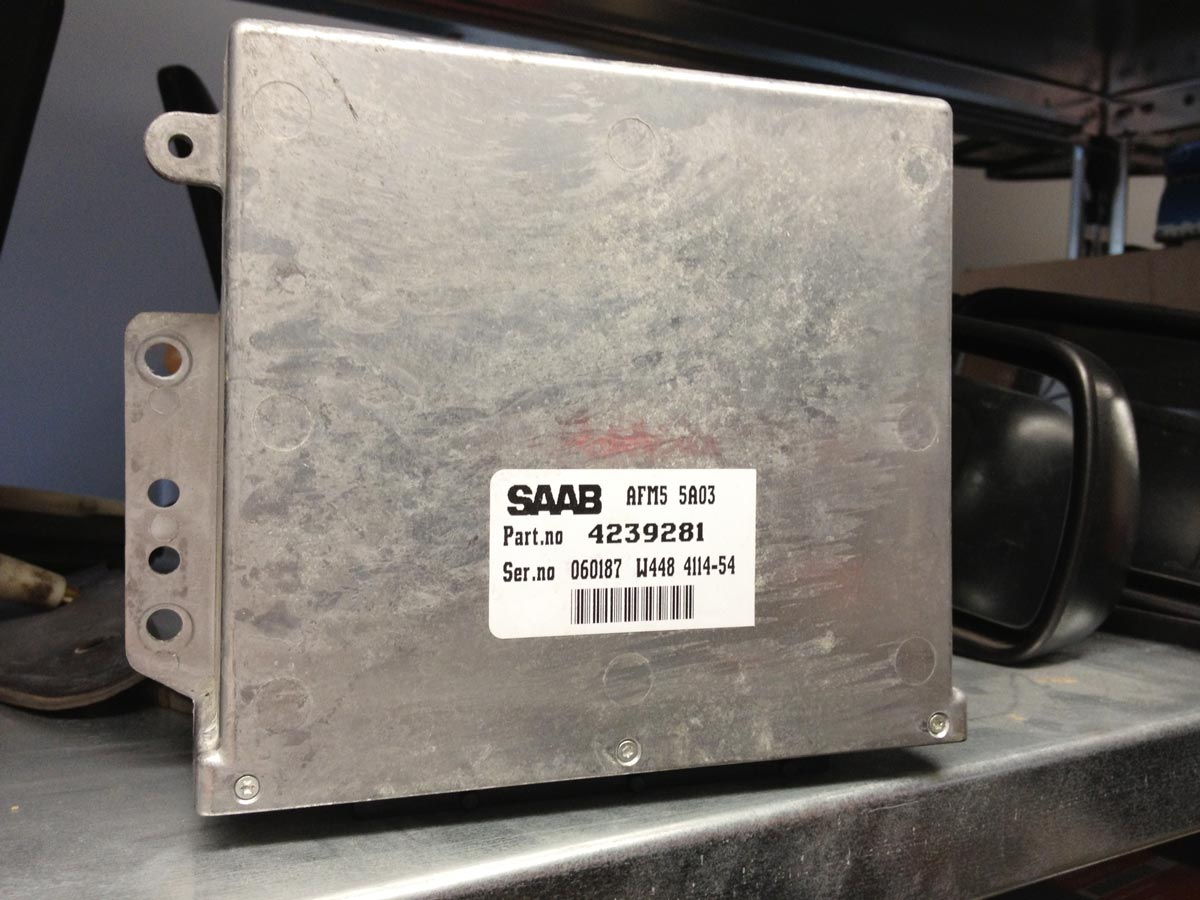 SAAB AFM5 5A03
Part.no 4239281
Ser.no 060187 W448 4114-54